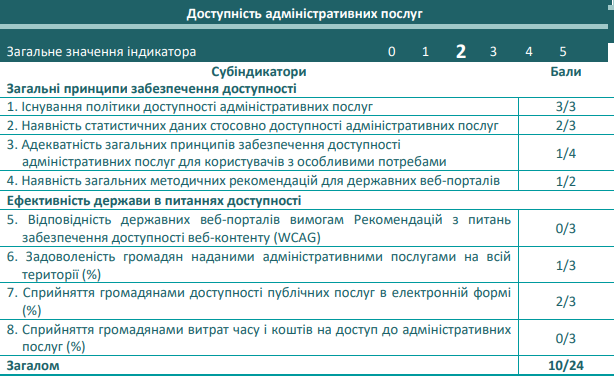 Доступність адміністративних послуг
Загальне значення індикатора 0 1 2 3 4 5
Субіндикатори Бали
Загальні принципи забезпечення доступності
1. Існування політики доступності адміністративних послуг 3/3
2. Наявність статистичних даних стосовно доступності адміністративних послуг 2/3
3. Адекватність загальних принципів забезпечення доступності
адміністративних послуг для користувачів з особливими потребами 1/4
4. Наявність загальних методичних рекомендацій для державних веб-порталів 1/2
Ефективність держави в питаннях доступності
5. Відповідність державних веб-порталів вимогам Рекомендацій з питань
забезпечення доступності веб-контенту (WCAG) 0/3
6. Задоволеність громадян наданими адміністративними послугами на всій
території (%) 1/3
7. Сприйняття громадянами доступності публічних послуг в електронній формі
(%) 2/3
8. Сприйняття громадянами витрат часу і коштів на доступ до адміністративних
послуг (%) 0/3
Загалом 10/24